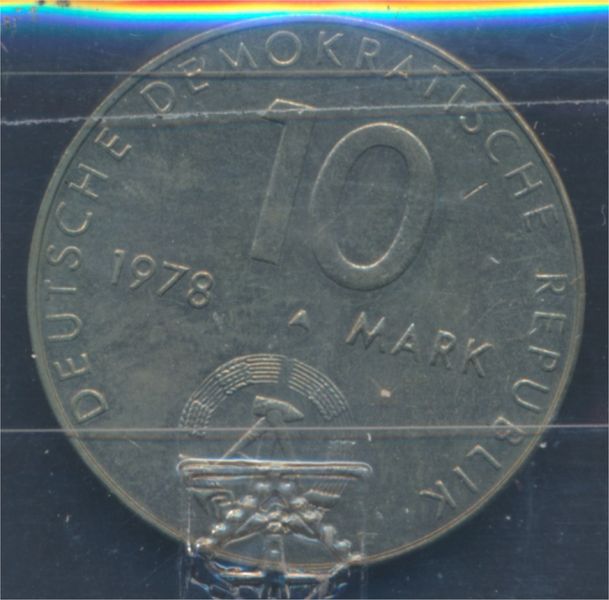 DEUTSCHE DEMOKRATISCHE REPUBLIK
10
1978
MARK